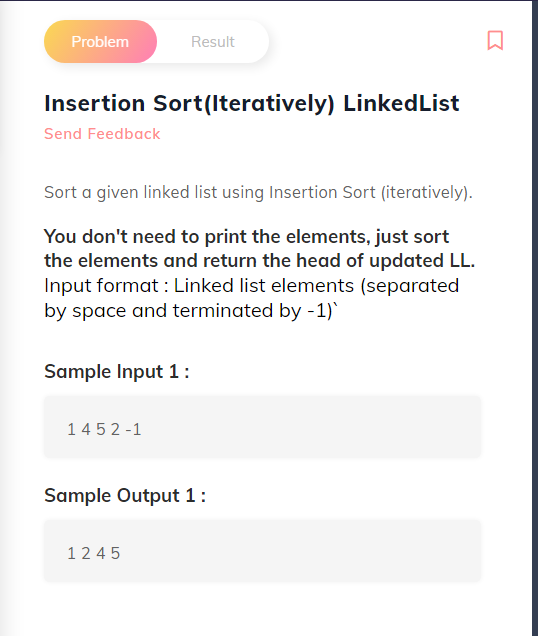 Problem
Result
Insertion Sort(Iteratively) LinkedList
Send Feedback
Sort a given linked list using Insertion Sort (iteratively).
You don't need to print the elements, just sort
the elements and return the head of updated LL.
Input format : Linked list elements (separated
by space and terminated by -1)`
Sample Input 1 :
1 4 5 2 -1
Sample Output 1 :
1 2 4 5